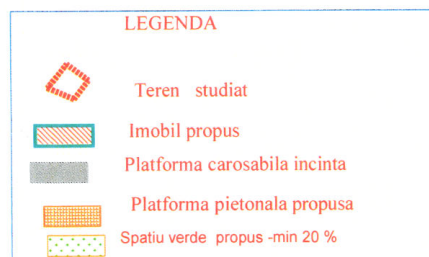 LEGENDA
Teren studiat
Imobil propus
Platforma carosabila incinta
Platforma pietonala propusa
Spatiu verde propus -min 20 %